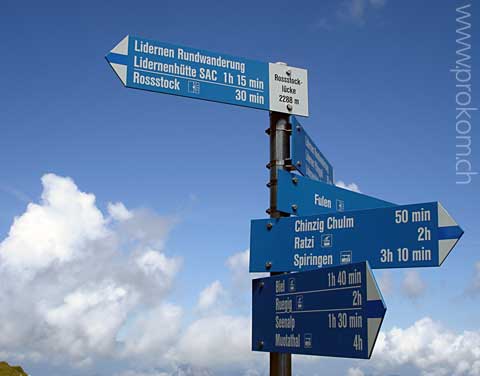 Lidernen Rundwanderung
Lidernenhütte SAC 1h 15 min
Rossstock 30 min
Rossstock-
lücke
2288 m
Fulen
Chinzig Chulm 50 min
Ratzi 2h
Spiringen 3h 10 min
Biel 1h 40 min
Ruegig 2h
Seenalp 1h 30 min
Muotathal 4h
www.prokom.ch